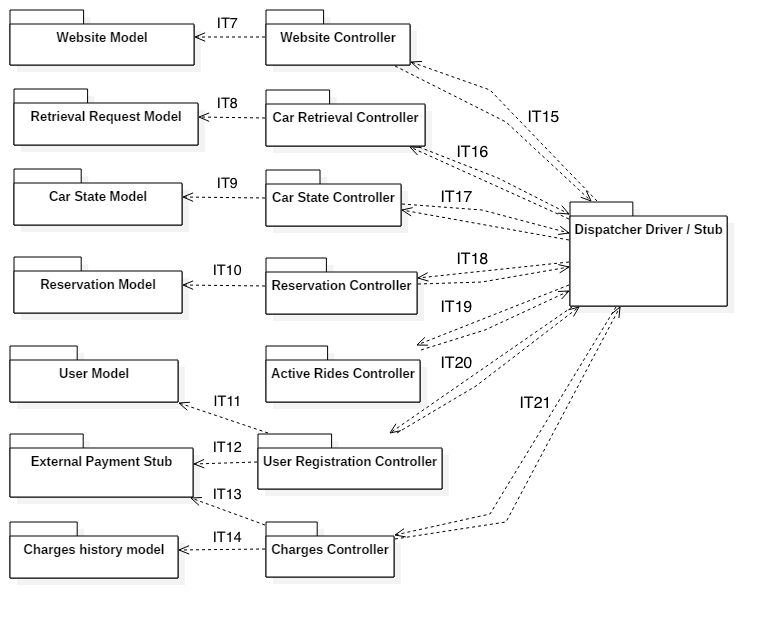 Website Model
IT7
Website Controller
Retrieval Request Model
IT8
Car Retrieval Controller
IT15
IT16
Car State Model
IT9
Car State Controller
IT17
Dispatcher Driver / Stub
Reservation Model
IT10
Reservation Controller
IT18
IT19
User Model
Active Rides Controller
IT20
IT11
IT21
External Payment Stub
IT12
User Registration Controller
IT13
Charges history model
IT14
Charges Controller